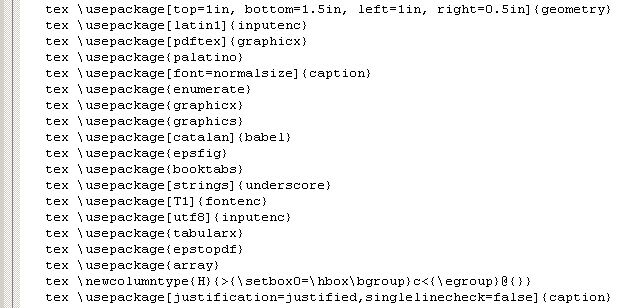 tex \usepackage[top=1in, bottom=1.5in, left=1in, right=0.5in]{geometry}
tex \usepackage[latin1]{inputenc}
tex \usepackage[pdftex]{graphicx}
tex \usepackage{palatino}
tex \usepackage[font=normalsize]{caption}
tex \usepackage{enumerate}
tex \usepackage{graphicx}
tex \usepackage{graphics}
tex \usepackage[catalan]{babel}
tex \usepackage{epsfig}
tex \usepackage{booktabs}
tex \usepackage[strings]{underscore}
tex \usepackage[T1]{fontenc}
tex \usepackage[utf8]{inputenc}
tex \usepackage{tabularx}
tex \usepackage{epstopdf}
tex \usepackage{array}
tex \newcolumntype{H}{>{\setbox0=\hbox\bgroup}c<{\egroup}@{}}
tex \usepackage[justification=justified,singlelinecheck=false]{caption}